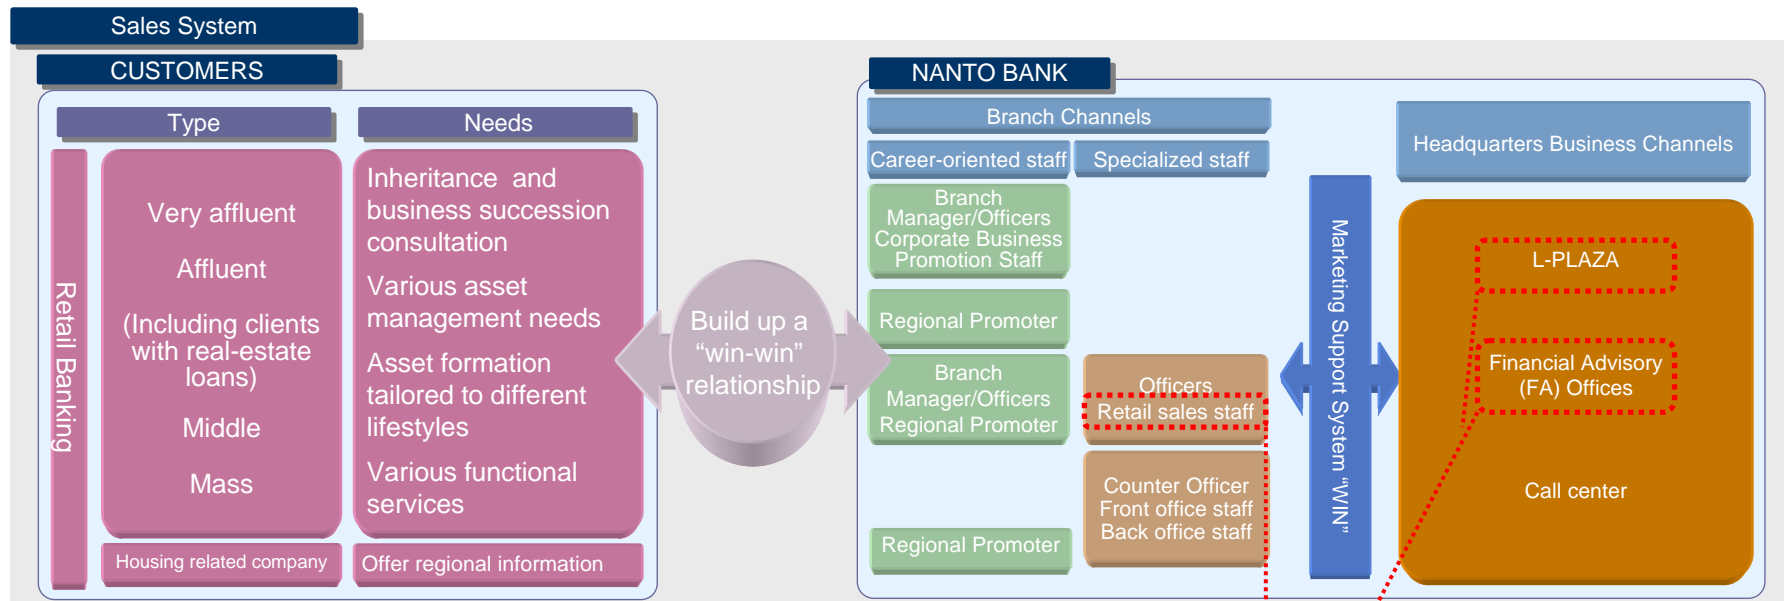 Sales System
CUSTOMERS
Type
Needs
Retail Banking
Very affluent
Affluent
(Including clients
with real-estate
loans)
Middle
Mass
Housing related company
Inheritance and
business succession
consultation
Various asset
management needs
Asset formation
tailored to different
lifestyles
Various functional
services
Offer regional information
Build up a
“win-win”
relationship
NANTO BANK
Branch Channels
Career-oriented staff
Specialized staff
Branch
Manager/Officers
Corporate Business
Promotion Staff
Regional Promoter
Branch
Manager/Officers
Regional Promoter
Regional Promoter
Officers
Retail sales staff
Counter Officer
Front office staff
Back office staff
Marketing Support System “WIN”
Headquarters Business Channels
L-PLAZA
Financial Advisory
(FA) Offices
Call center